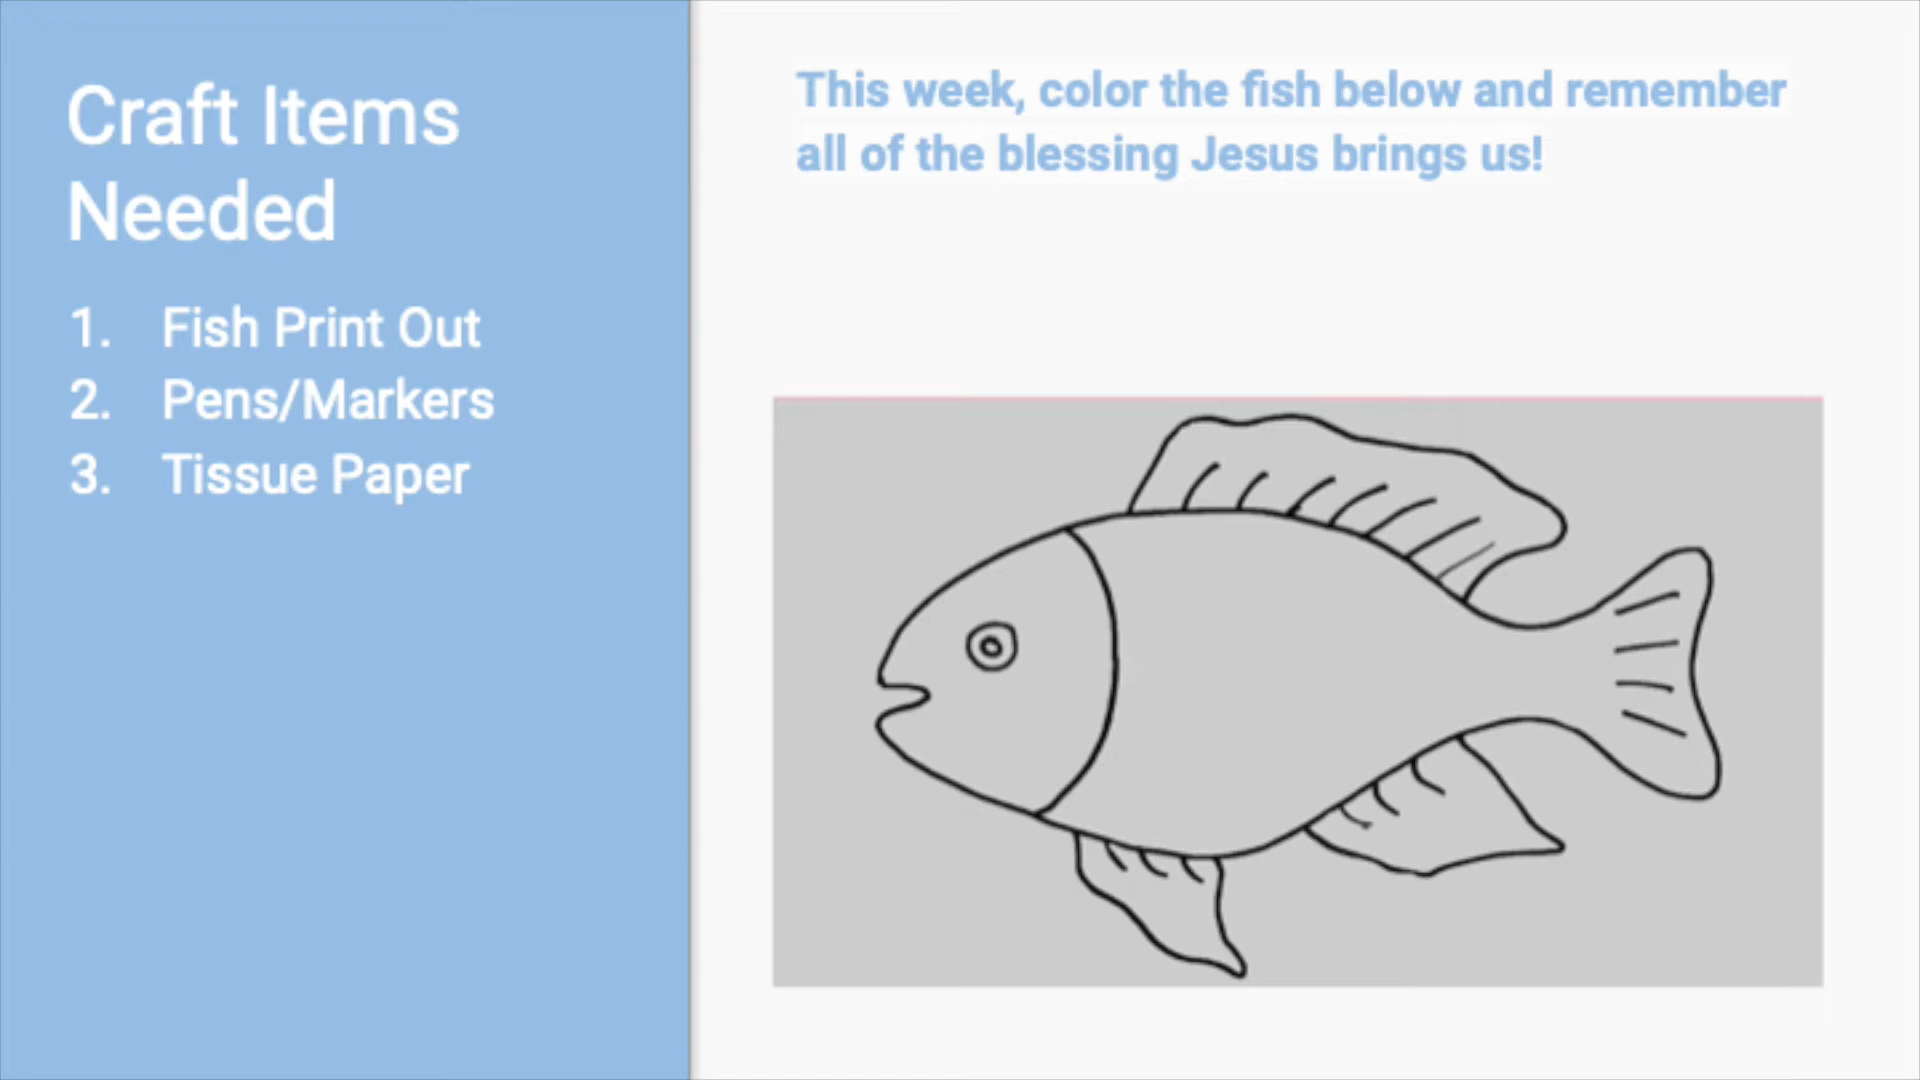 Craft Items
Needed
1. Fish Print Out
2. Pens/Markers
3. Tissue Paper
This week, color the fish below and remember
all of the blessing Jesus brings us!